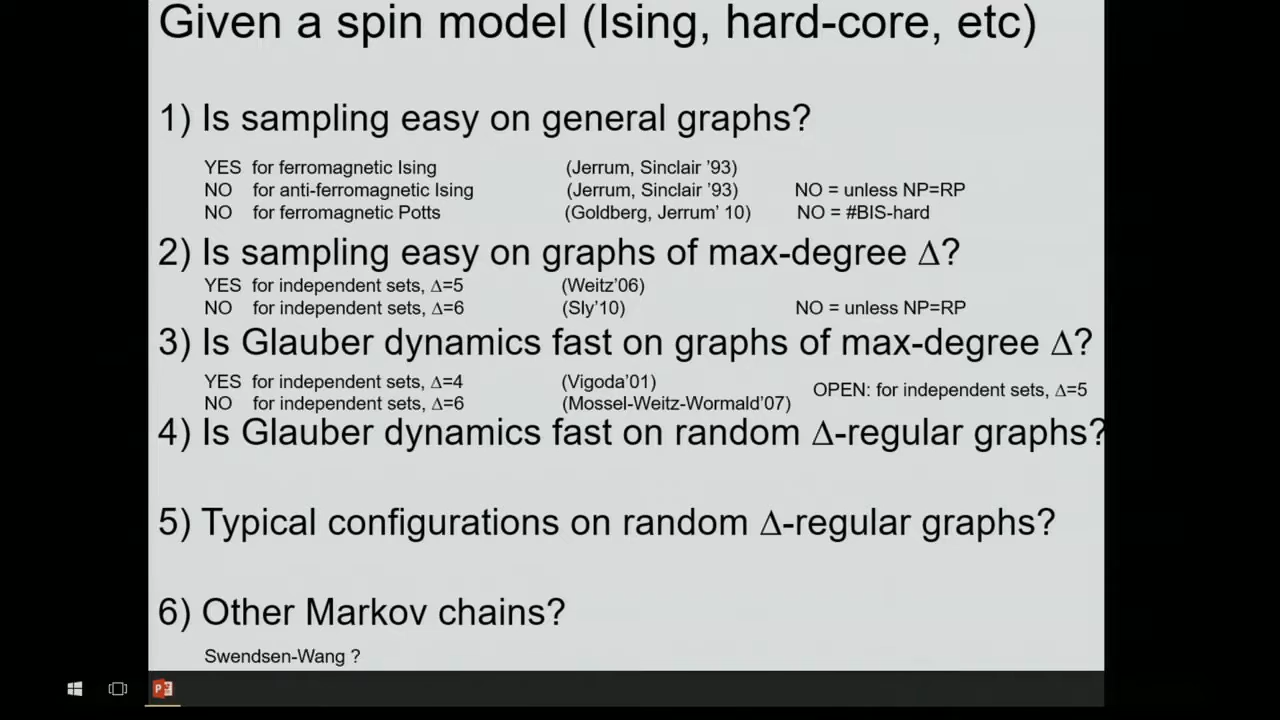 Given a spin model (Ising, hard-core, etc)
1) Is sampling easy on general graphs?
YES for ferromagnetic Ising (Jerrum, Sinclair ’93)
NO for anti-ferromagnetic Ising (Jerrum, Sinclair ’93) NO = unless NP=RP
NO for ferromagnetic Potts (Goldberg, Jerrum’ 10) NO = #BIS-hard
2) Is sampling easy on graphs of max-degree Δ?
YES for independent sets, Δ=5 (Weitz’06)
NO for independent sets, Δ=6 (Sly’10) NO = unless NP=RP
3) Is Glauber dynamics fast on graphs of max-degree Δ?
YES for independent sets, Δ=4 (Vigoda’01) OPEN: for independent sets, Δ=5
NO for independent sets, Δ=6 (Mossel-Weitz-Wormald’07)
4) Is Glauber dynamics fast on random Δ-regular graphs?
5) Typical configurations on random Δ-regular graphs?
6) Other Markov chains?
Swendsen-Wang ?